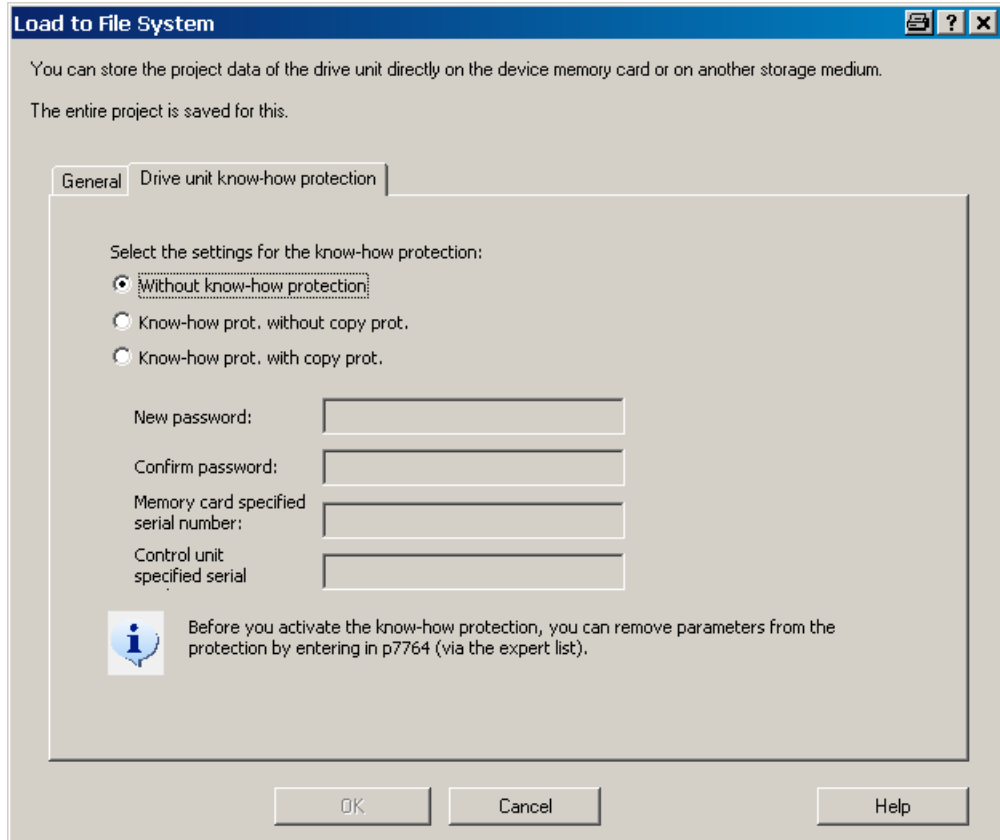 Load to File System
You can store the project data of the drive unit directly on the device memory card or on another storage medium.
The entire project is saved for this.
General
Drive unit know-how protection
Select the settings for the know-how protection:
Without know-how protection
Know-how prot. without copy prot.
Know-how prot. with copy prot.
New password:
Confirm password:
Memory card specified
serial number:
Control unit
specified serial
Before you activate the know-how protection, you can remove parameters from the
protection by entering in p7764 (via the expert list).
OK
Cancel
Help